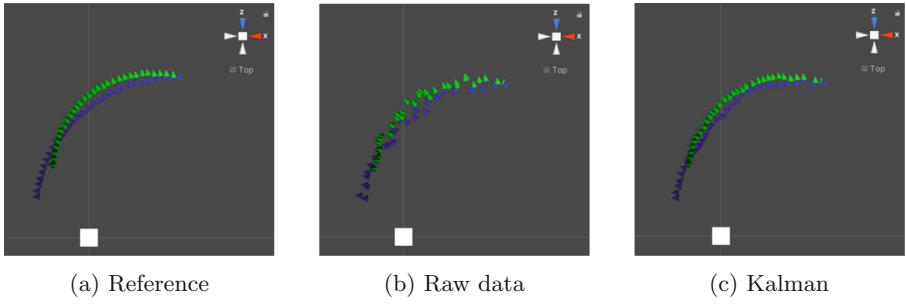 z
x
≡ Top
z
x
≡ Top
z
x
≡ Top
(a) Reference
(b) Raw data
(c) Kalman